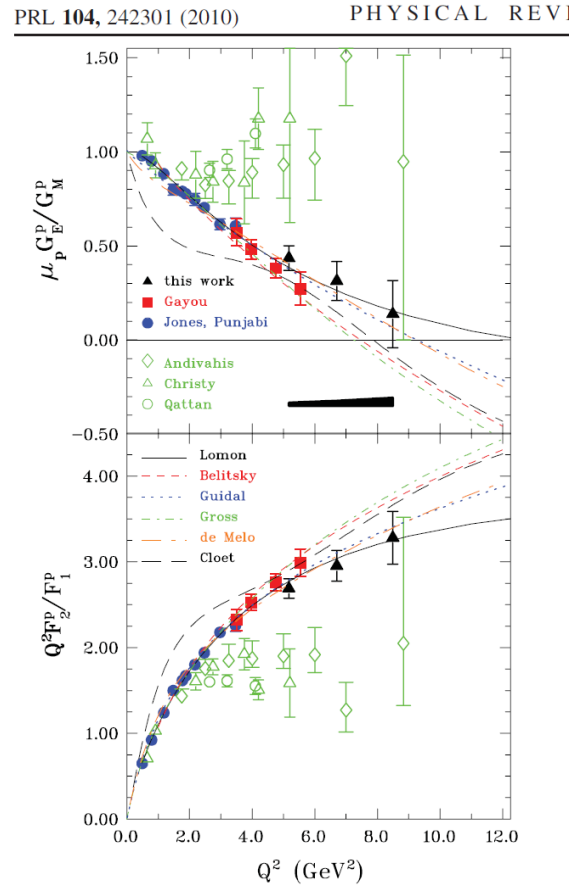 PRL 104, 242301 (2010)
PHYSICAL REVI
1.50
1.00
0.50
0.00
−0.50
μpGEp/GMp
this work
Gayou
Jones, Punjabi
Andivahis
Christy
Qattan
4.00
3.00
2.00
1.00
0.00
Q²F2p/F1p
Lomon
Belitsky
Guidal
Gross
de Melo
Cloet
0.0 2.0 4.0 6.0 8.0 10.0 12.0
Q² (GeV²)